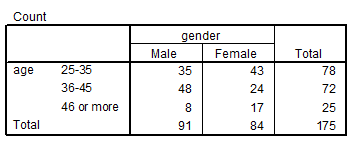 Count
gender
Male Female Total
age 25-35 35 43 78
36-45 48 24 72
46 or more 8 17 25
Total 91 84 175